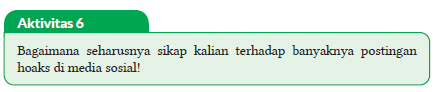 Aktivitas 6
Bagaimana seharusnya sikap kalian terhadap banyaknya postingan
hoaks di media sosial!